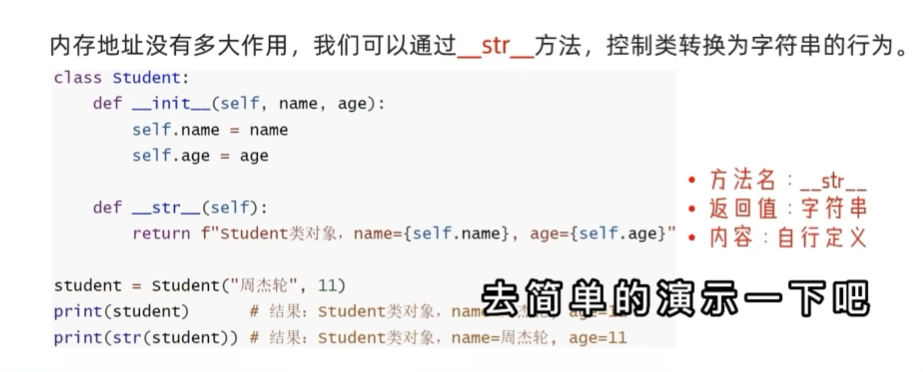 内存地址没有多大作用，我们可以通过__str__方法，控制类转换为字符串的行为。
class Student:
    def __init__(self, name, age):
        self.name = name
        self.age = age
    def __str__(self):
        return f"Student类对象，name={self.name}, age={self.age}"
• 方法名：__str__
• 返回值：字符串
• 内容：自行定义
student = Student("周杰轮", 11)
print(student)      # 结果：Student类对象，name
print(str(student)) # 结果：Student类对象，name=周杰轮, age=11
去简单的演示一下吧